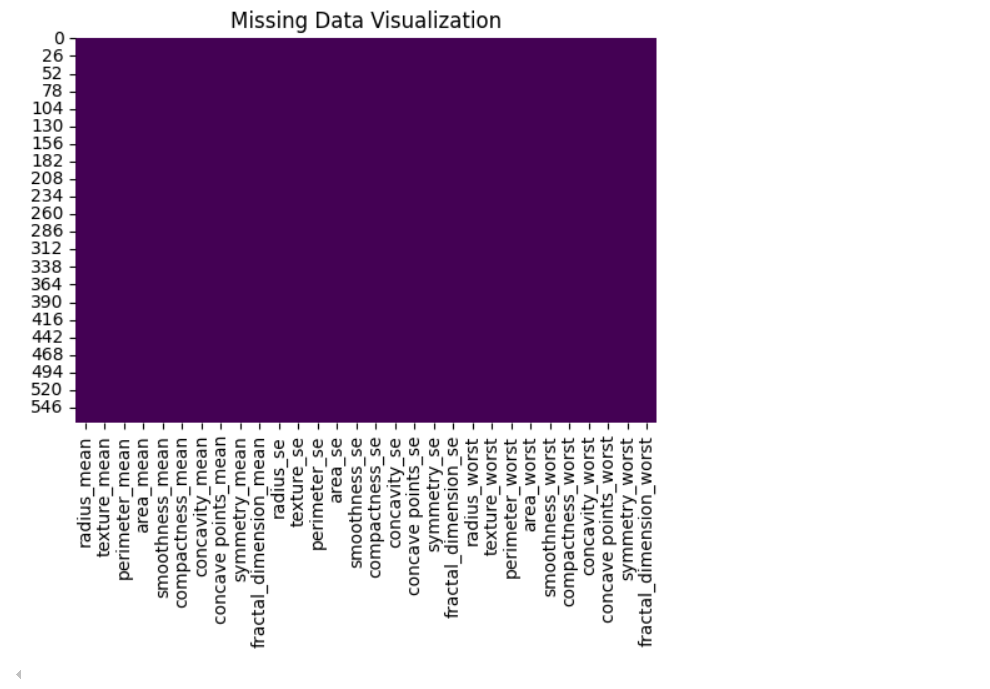 Missing Data Visualization
0
26
52
78
104
130
156
182
208
234
260
286
312
338
364
390
416
442
468
494
520
546
radius_mean
texture_mean
perimeter_mean
area_mean
smoothness_mean
compactness_mean
concavity_mean
concave points_mean
symmetry_mean
fractal_dimension_mean
radius_se
texture_se
perimeter_se
area_se
smoothness_se
compactness_se
concavity_se
concave points_se
symmetry_se
fractal_dimension_se
radius_worst
texture_worst
perimeter_worst
area_worst
smoothness_worst
compactness_worst
concavity_worst
concave points_worst
symmetry_worst
fractal_dimension_worst